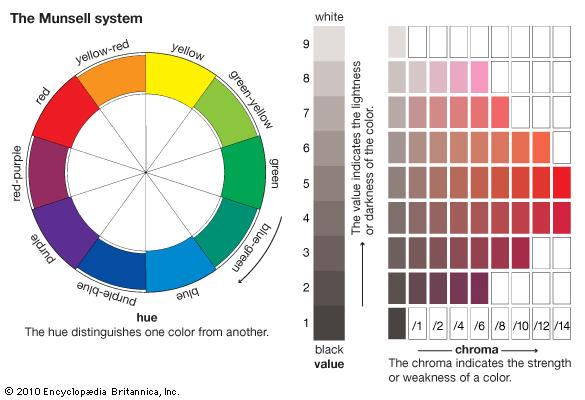 The Munsell system
yellow
green-yellow
green
blue-green
blue
purple-blue
purple
red-purple
red
yellow-red
hue
The hue distinguishes one color from another.
white
9
8
7
6
5
4
3
2
1
black
value
The value indicates the lightness
or darkness of the color.
/1 /2 /4 /6 /8 /10 /12 /14
chroma
The chroma indicates the strength
or weakness of a color.
© 2010 Encyclopædia Britannica, Inc.